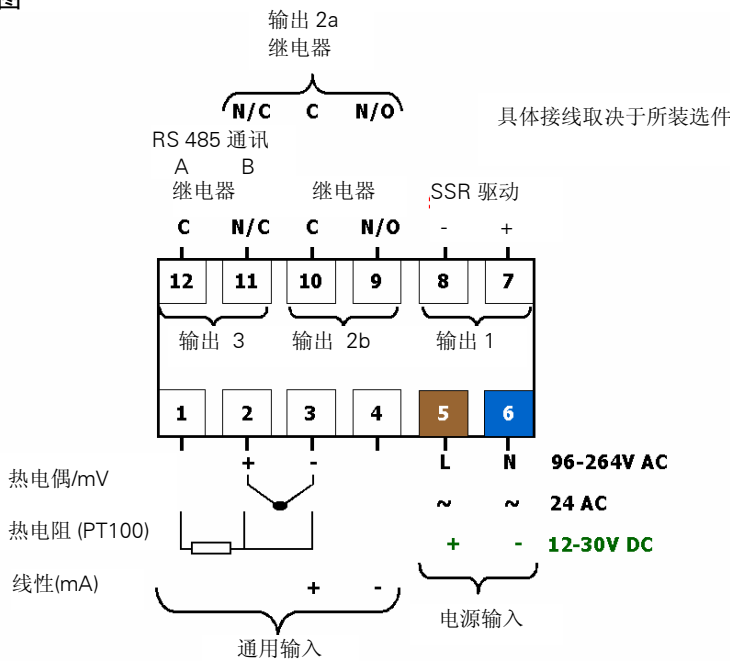 图
输出 2a
继电器
N/C C N/O
具体接线取决于所装选件
RS 485 通讯
A B
继电器 继电器 SSR 驱动
C N/C C N/O - +
12 11 10 9 8 7
输出 3 输出 2b 输出 1
1 2 3 4 5 6
+ - L N 96-264V AC
热电偶/mV
~ ~ 24 AC
热电阻 (PT100)
+ - 12-30V DC
线性(mA) + -
电源输入
通用输入